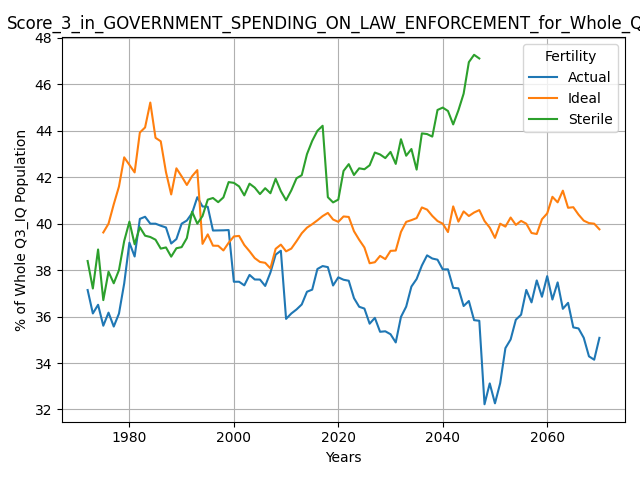 Score_3_in_GOVERNMENT_SPENDING_ON_LAW_ENFORCEMENT_for_Whole_Q
48
46
44
42
40
38
36
34
32
% of Whole Q3_IQ Population
Fertility
Actual
Ideal
Sterile
1980
2000
2020
2040
2060
Years